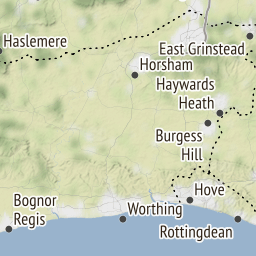 Haslemere
East Grinstead
Horsham
Haywards
Heath
Burgess
Hill
Bognor
Regis
Hove
Worthing
Rottingdean